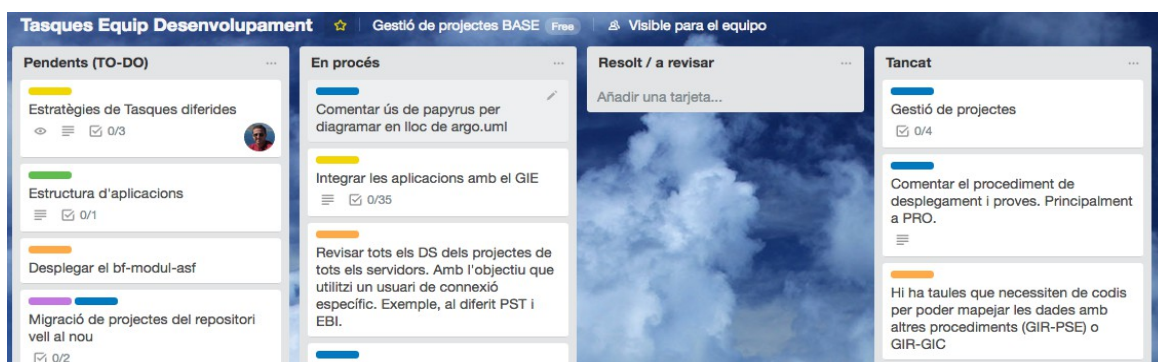 Tasques Equip Desenvolupament
Gestió de projectes BASE
Free
Visible para el equipo
Pendents (TO-DO)
Estratègies de Tasques diferides
0/3
Estructura d'aplicacions
0/1
Desplegar el bf-modul-asf
Migració de projectes del repositori
vell al nou
0/2
En procés
Comentar ús de papyrus per
diagramar en lloc de argo.uml
Integrar les aplicacions amb el GIE
0/35
Revisar tots els DS dels projectes de
tots els servidors. Amb l'objectiu que
utilitzi un usuari de connexió
específic. Exemple, al diferit PST i
EBI.
Resolt / a revisar
Añadir una tarjeta...
Tancat
Gestió de projectes
0/4
Comentar el procediment de
desplegament i proves. Principalment
a PRO.
Hi ha taules que necessiten de codis
per poder mapejar les dades amb
altres procediments (GIR-PSE) o
GIR-GIC